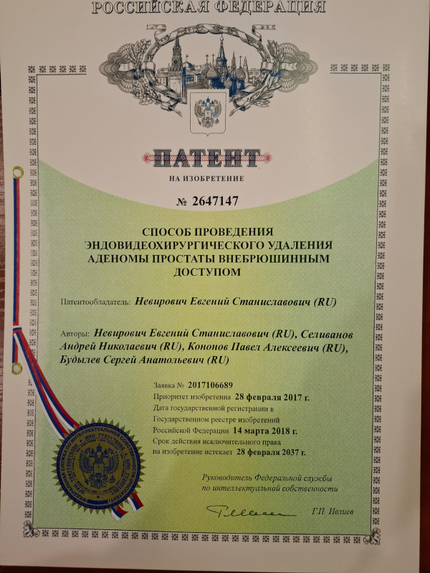 РОССИЙСКАЯ ФЕДЕРАЦИЯ
ПАТЕНТ
НА ИЗОБРЕТЕНИЕ
№ 2647147
СПОСОБ ПРОВЕДЕНИЯ
ЭНДОВИДЕОХИРУРГИЧЕСКОГО УДАЛЕНИЯ
АДЕНОМЫ ПРОСТАТЫ ВНЕБРЮШИННЫМ
ДОСТУПОМ
Патентообладатель: Невирович Евгений Станиславович (RU)
Авторы: Невирович Евгений Станиславович (RU), Селиванов
Андрей Николаевич (RU), Кононов Павел Алексеевич (RU),
Будылев Сергей Анатольевич (RU)
Заявка № 2017106689
Приоритет изобретения 28 февраля 2017 г.
Дата государственной регистрации в
Государственном реестре изобретений
Российской Федерации 14 марта 2018 г.
Срок действия исключительного права
на изобретение истекает 28 февраля 2037 г.
Руководитель Федеральной службы
по интеллектуальной собственности
Г.П. Ивлиев